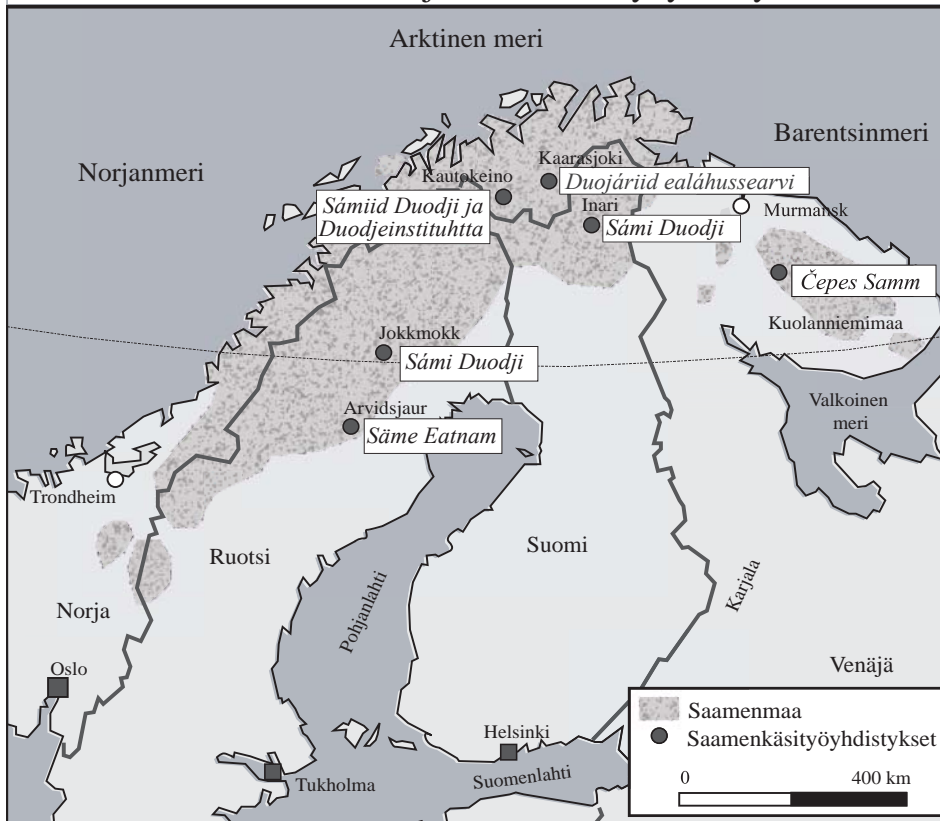 Arktinen meri
Barentsinmeri
Norjanmeri
Kaarasjoki
Kautokeino
Duojáriid ealáhussearvi
Inari
Murmansk
Sámiid Duodji ja
Duodjeinstituhtta
Sámi Duodji
Čepes Samm
Kuolanniemimaa
Jokkmokk
Sámi Duodji
Valkoinen
meri
Arvidsjaur
Säme Eatnam
Trondheim
Ruotsi
Suomi
Norja
Pohjanlahti
Karjala
Oslo
Venäjä
Helsinki
Tukholma
Suomenlahti
Saamenmaa
Saamenkäsityöyhdistykset
0 400 km